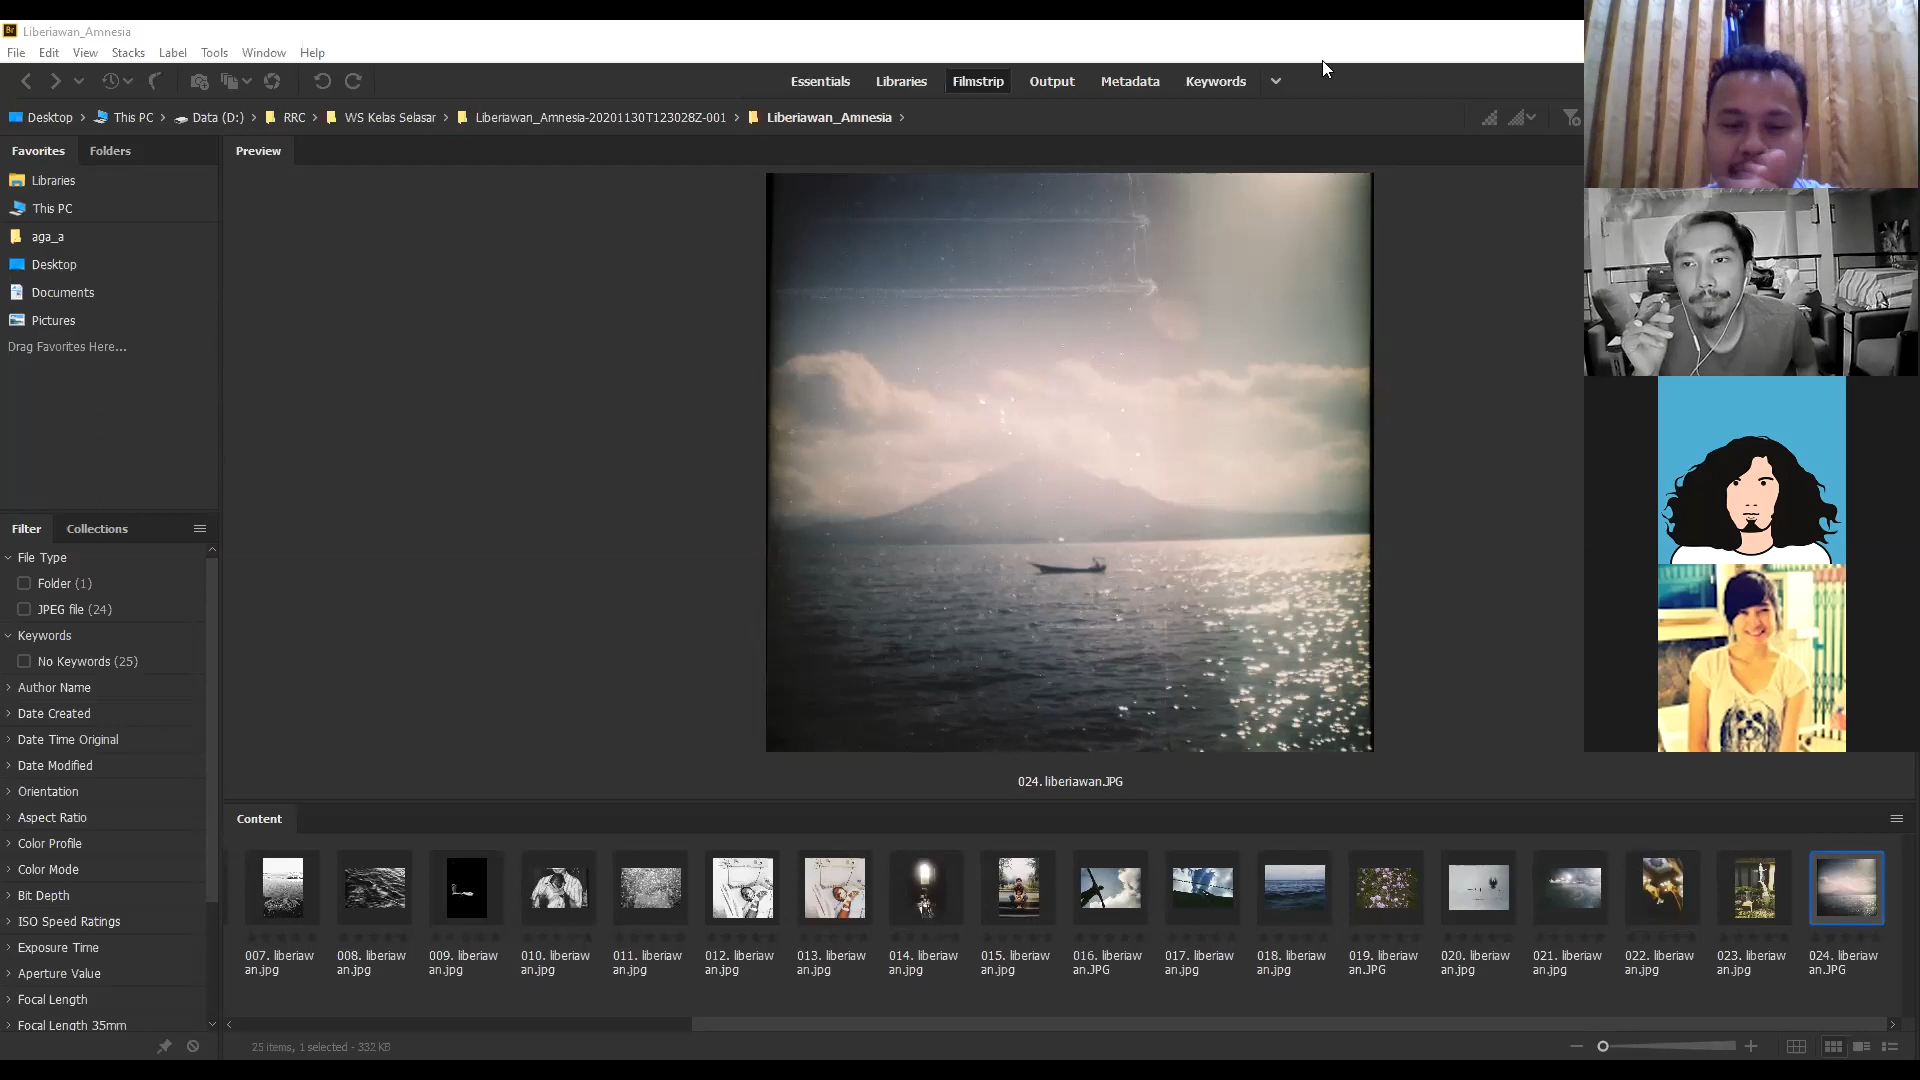 Br Liberiawan_Amnesia
File Edit View Stacks Label Tools Window Help
Essentials Libraries Filmstrip Output Metadata Keywords
Desktop This PC Data (D:) RRC WS Kelas Selasar Liberiawan_Amnesia-20201130T123028Z-001 Liberiawan_Amnesia
Favorites Folders
Preview
Libraries
This PC
aga_a
Desktop
Documents
Pictures
Drag Favorites Here...
024. liberiawan.JPG
Filter Collections
File Type
Folder (1)
JPEG file (24)
Keywords
No Keywords (25)
Author Name
Date Created
Date Time Original
Date Modified
Orientation
Aspect Ratio
Color Profile
Color Mode
Bit Depth
ISO Speed Ratings
Exposure Time
Aperture Value
Focal Length
Focal Length 35mm
Content
007. liberiaw 008. liberiaw 009. liberiaw 010. liberiaw 011. liberiaw 012. liberiaw 013. liberiaw 014. liberiaw 015. liberiaw 016. liberiaw 017. liberiaw 018. liberiaw 019. liberiaw 020. liberiaw 021. liberiaw 022. liberiaw 023. liberiaw 024. liberiaw
an.jpg an.jpg an.jpg an.jpg an.jpg an.jpg an.jpg an.jpg an.jpg an.JPG an.jpg an.jpg an.JPG an.jpg an.jpg an.jpg an.jpg an.JPG
25 items, 1 selected - 332 KB